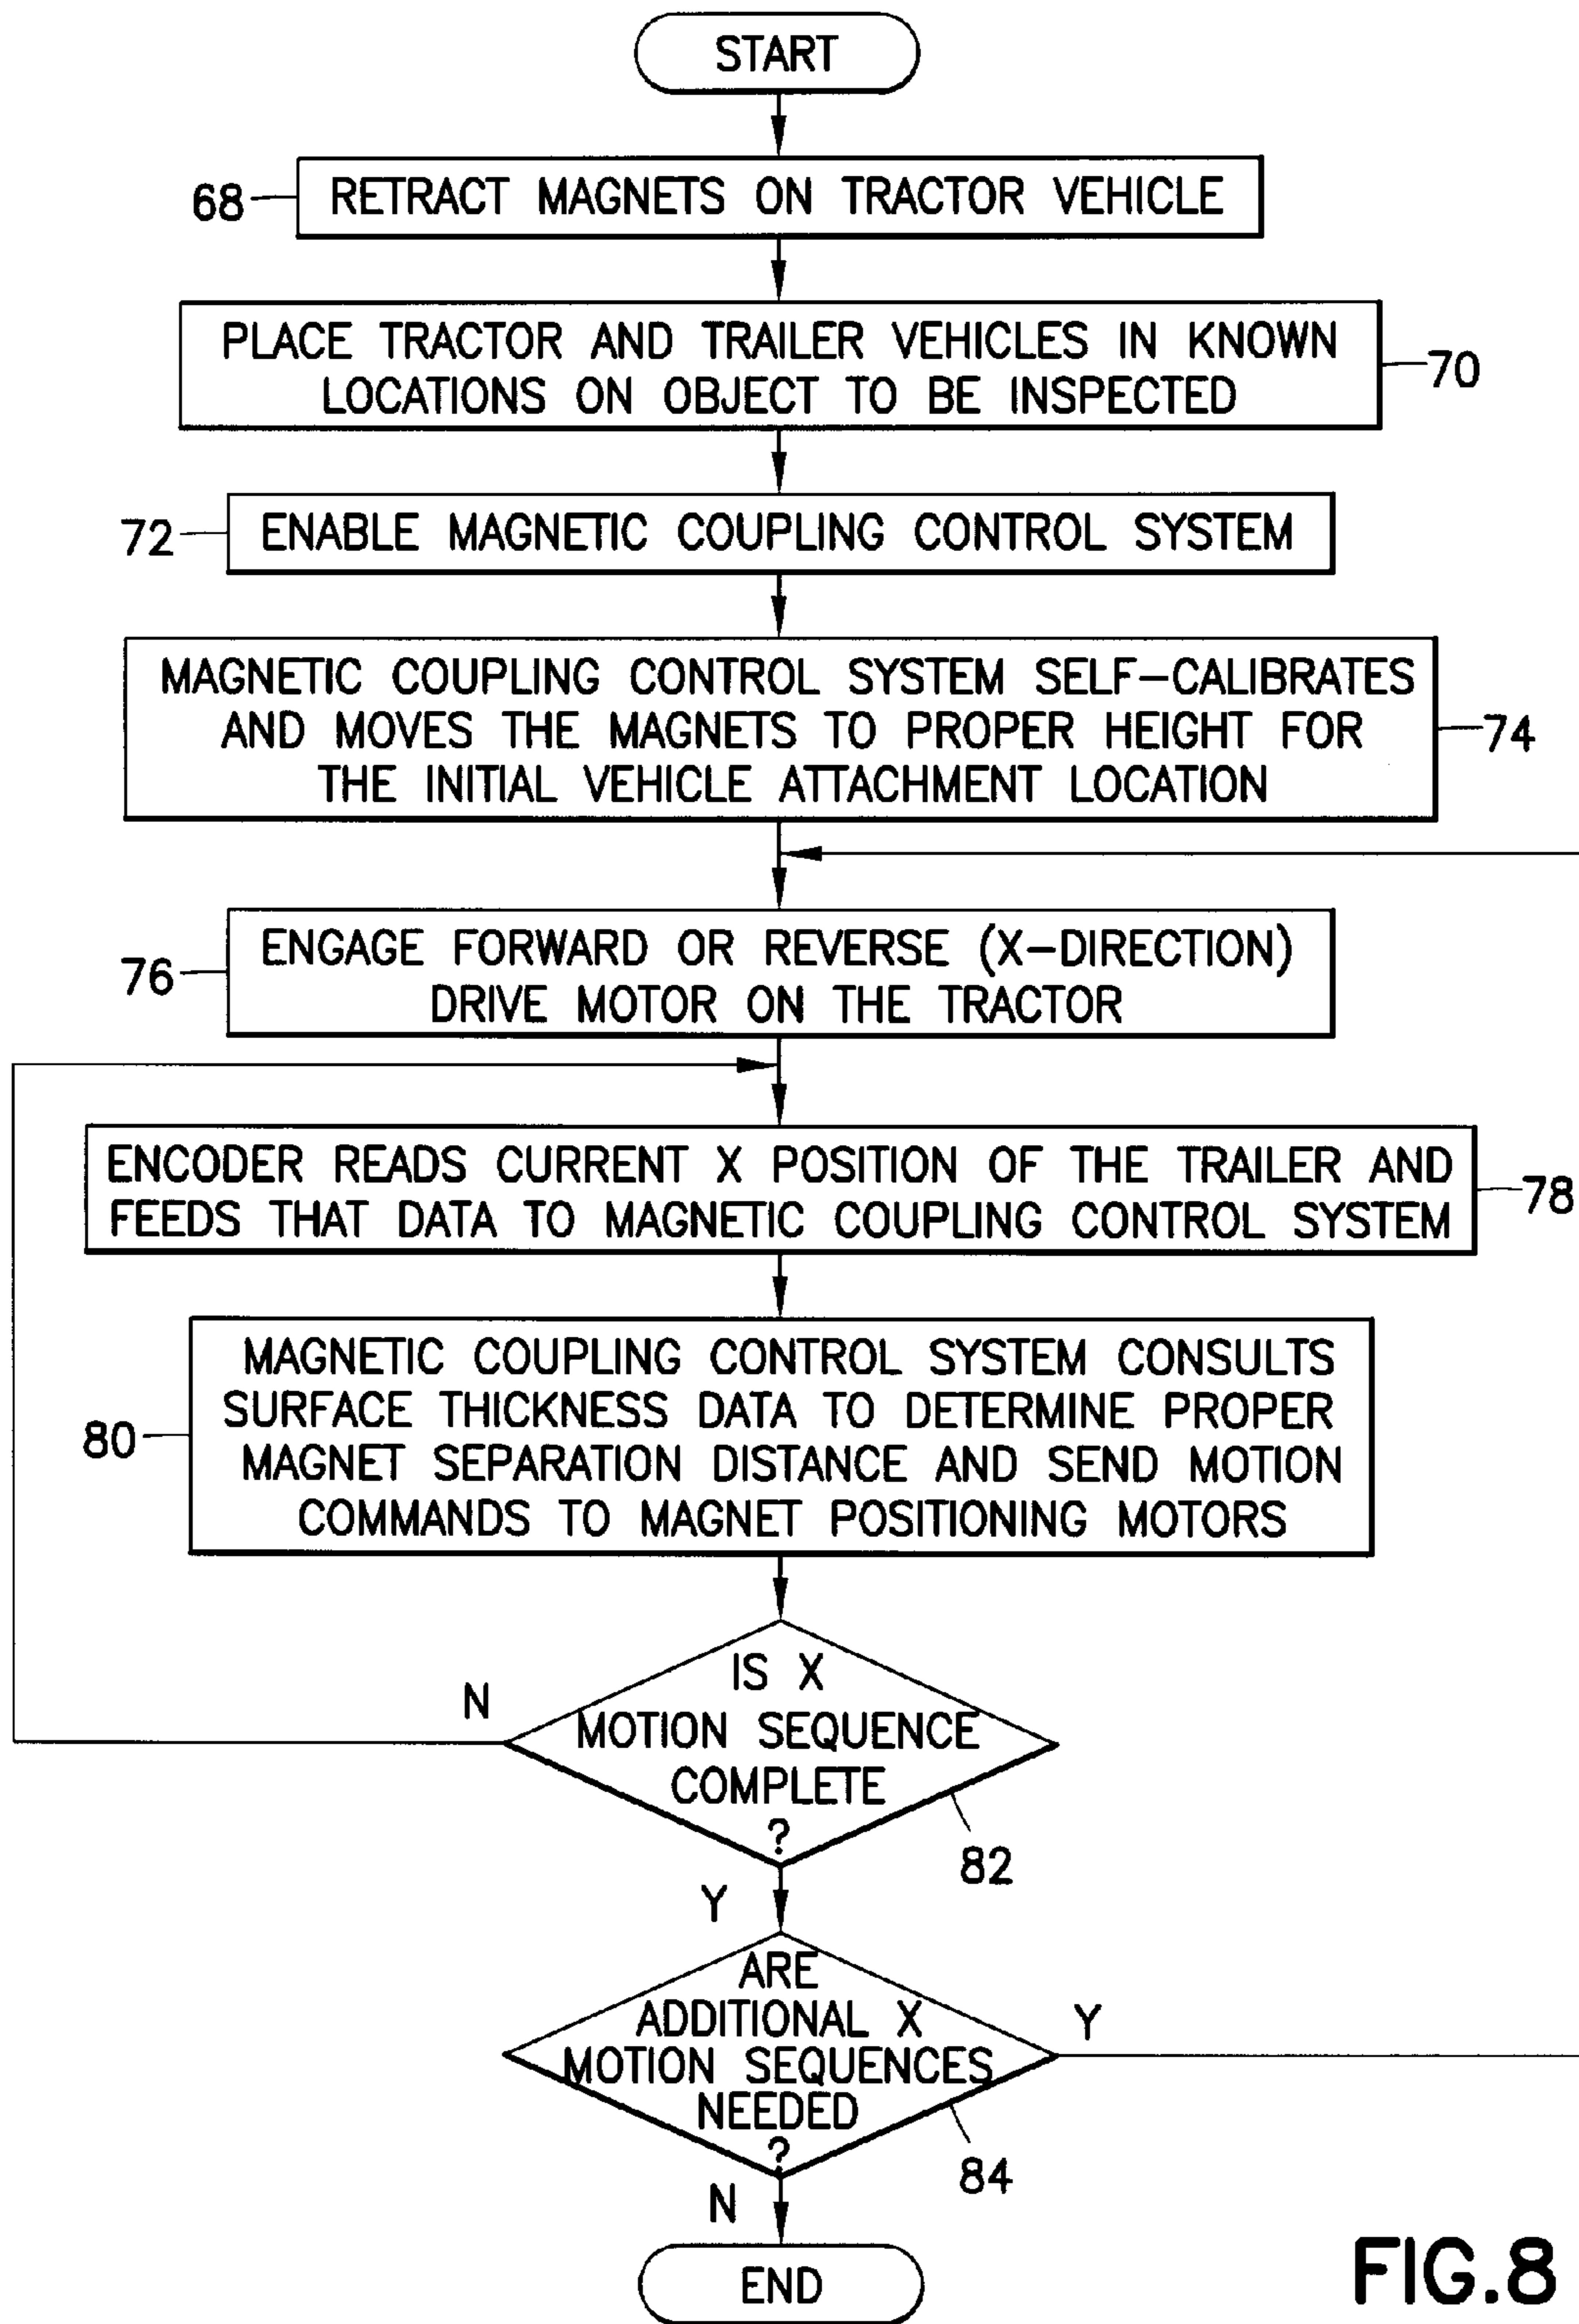 START
68
RETRACT MAGNETS ON TRACTOR VEHICLE
PLACE TRACTOR AND TRAILER VEHICLES IN KNOWN
LOCATIONS ON OBJECT TO BE INSPECTED
70
72
ENABLE MAGNETIC COUPLING CONTROL SYSTEM
MAGNETIC COUPLING CONTROL SYSTEM SELF-CALIBRATES
AND MOVES THE MAGNETS TO PROPER HEIGHT FOR
THE INITIAL VEHICLE ATTACHMENT LOCATION
74
76
ENGAGE FORWARD OR REVERSE (X-DIRECTION)
DRIVE MOTOR ON THE TRACTOR
ENCODER READS CURRENT X POSITION OF THE TRAILER AND
FEEDS THAT DATA TO MAGNETIC COUPLING CONTROL SYSTEM
78
80
MAGNETIC COUPLING CONTROL SYSTEM CONSULTS
SURFACE THICKNESS DATA TO DETERMINE PROPER
MAGNET SEPARATION DISTANCE AND SEND MOTION
COMMANDS TO MAGNET POSITIONING MOTORS
N
IS X
MOTION SEQUENCE
COMPLETE
?
82
Y
ARE
ADDITIONAL X
MOTION SEQUENCES
NEEDED
?
Y
84
N
END
FIG.8